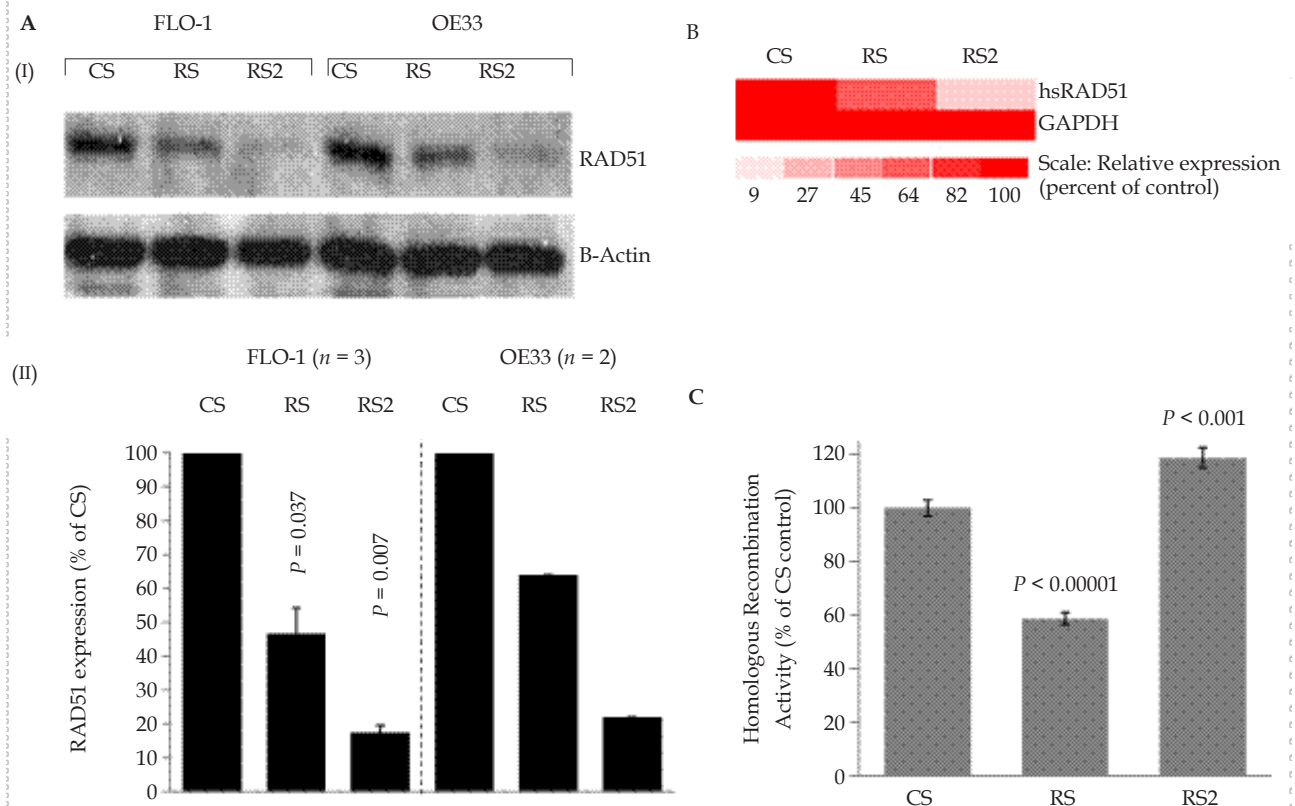 A
FLO-1 OE33
(I) CS RS RS2 CS RS RS2
RAD51
B-Actin
B
CS RS RS2
hsRAD51
GAPDH
Scale: Relative expression
(percent of control)
9 27 45 64 82 100
(II)
FLO-1 (n = 3) OE33 (n = 2)
CS RS RS2 CS RS RS2
RAD51 expression (% of CS)
100
90
80
70
60
50
40
30
20
10
0
P = 0.037
P = 0.007
C
Homologous Recombination
Activity (% of CS control)
120
100
80
60
40
20
0
P < 0.00001
P < 0.001
CS RS RS2